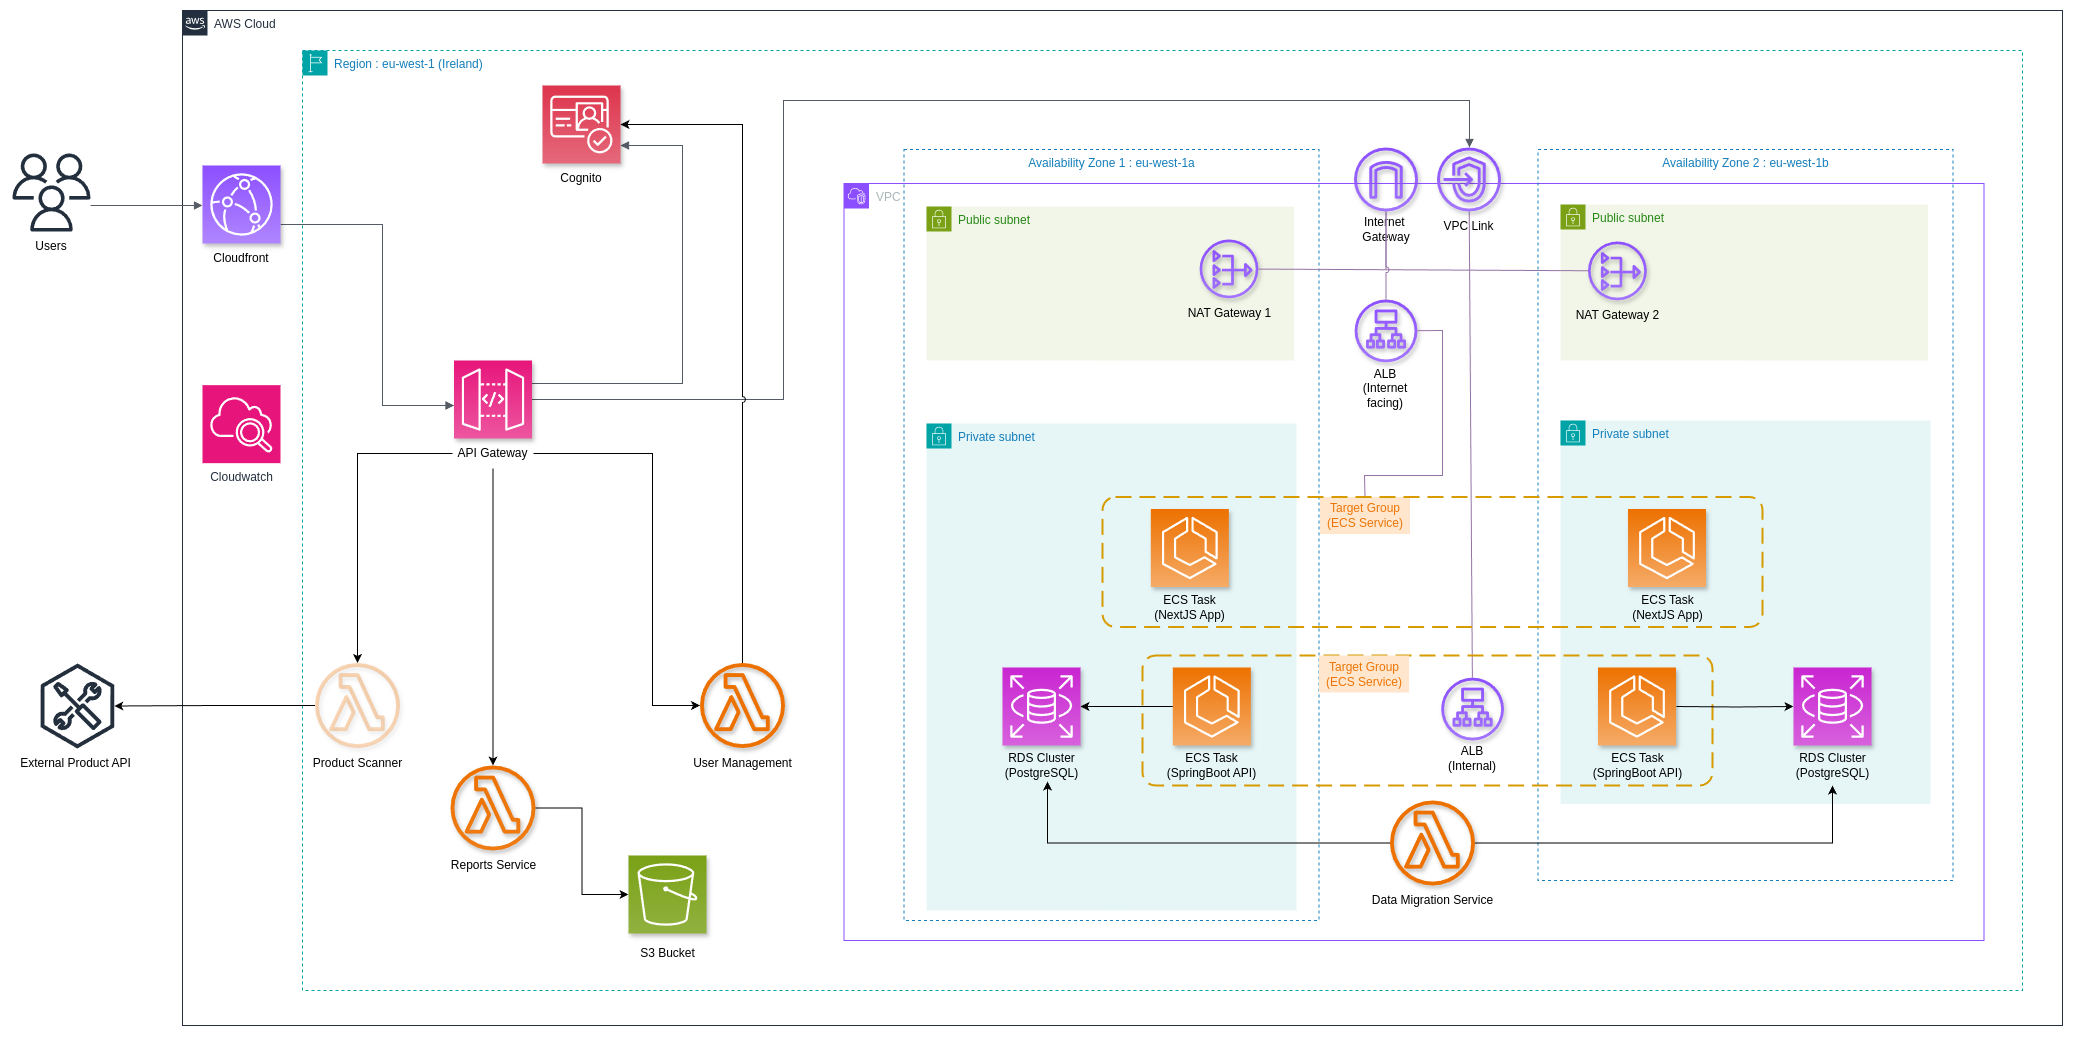 aws
AWS Cloud
Region : eu-west-1 (Ireland)
Cognito
Users
Cloudfront
Cloudwatch
API Gateway
Product Scanner
External Product API
Reports Service
User Management
S3 Bucket
VPC
Availability Zone 1 : eu-west-1a
Availability Zone 2 : eu-west-1b
Public subnet
Public subnet
Internet
Gateway
VPC Link
NAT Gateway 1
NAT Gateway 2
ALB
(Internet
facing)
Private subnet
Private subnet
Target Group
(ECS Service)
ECS Task
(NextJS App)
ECS Task
(NextJS App)
Target Group
(ECS Service)
RDS Cluster
(PostgreSQL)
ECS Task
(SpringBoot API)
ALB
(Internal)
ECS Task
(SpringBoot API)
RDS Cluster
(PostgreSQL)
Data Migration Service